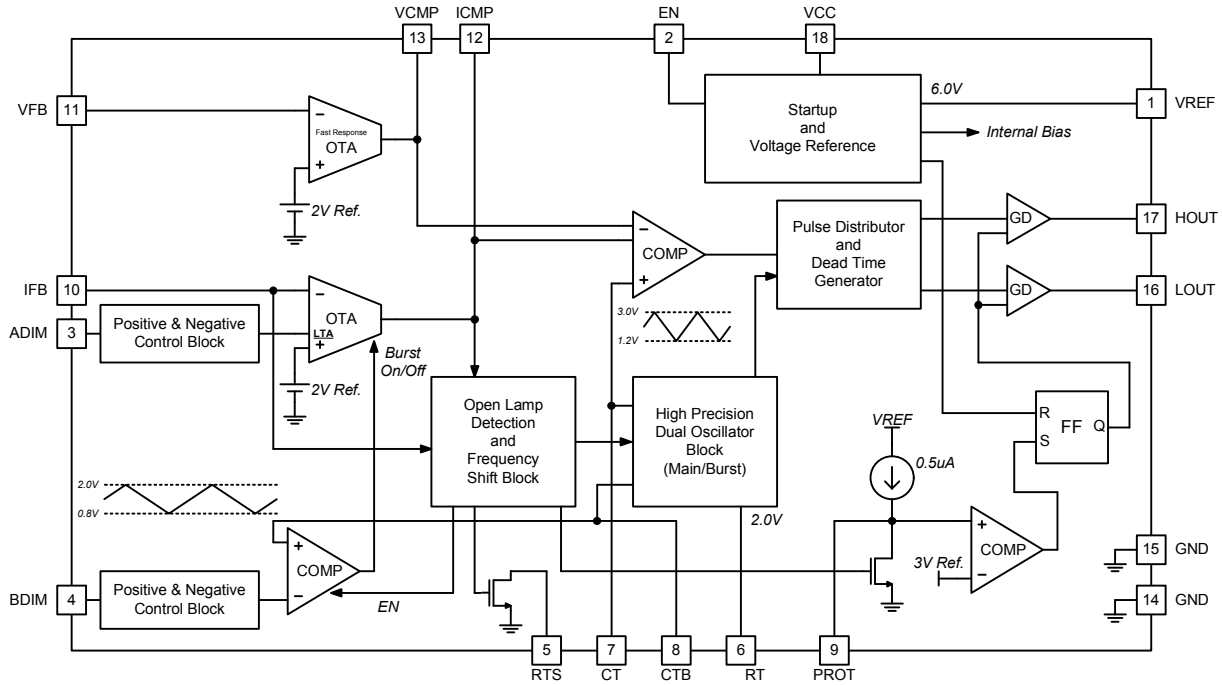 VCMP
ICMP
EN
VCC
13
12
2
18
VFB
11
−
Fast Response
OTA
+
2V Ref.
Startup
and
Voltage Reference
6.0V
1
VREF
Internal Bias
−
COMP
+
Pulse Distributor
and
Dead Time
Generator
GD
17
HOUT
GD
16
LOUT
IFB
10
ADIM
3
Positive & Negative
Control Block
−
OTA
LTA
+
2V Ref.
Burst
On/Off
3.0V
1.2V
Open Lamp
Detection
and
Frequency
Shift Block
High Precision
Dual Oscillator
Block
(Main/Burst)
VREF
0.5uA
R
S
FF
Q
2.0V
0.8V
2.0V
+
COMP
−
+
COMP
−
3V Ref.
15
GND
14
GND
BDIM
4
Positive & Negative
Control Block
EN
5
7
8
6
9
RTS
CT
CTB
RT
PROT